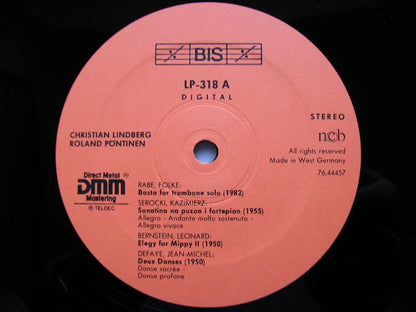 BIS
LP-318 A
DIGITAL
STEREO
CHRISTIAN LINDBERG
ROLAND PÖNTINEN
ncb
All rights reserved
Made in West Germany
76.44457
Direct Metal
DMM
Mastering
℗ TELDEC
RABE, FOLKE:
Basta for trombone solo (1982)
SEROCKI, KAZIMIERZ:
Sonatina na puzon i fortepian (1955)
Allegro - Andante molto sostenuto -
Allegro vivace
BERNSTEIN, LEONARD:
Elegy for Mippy II (1950)
DEFAYE, JEAN-MICHEL:
Deux Danses (1950)
Danse sacrée -
Danse profane